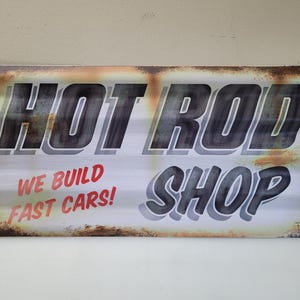 HOT ROD
WE BUILD
FAST CARS!
SHOP